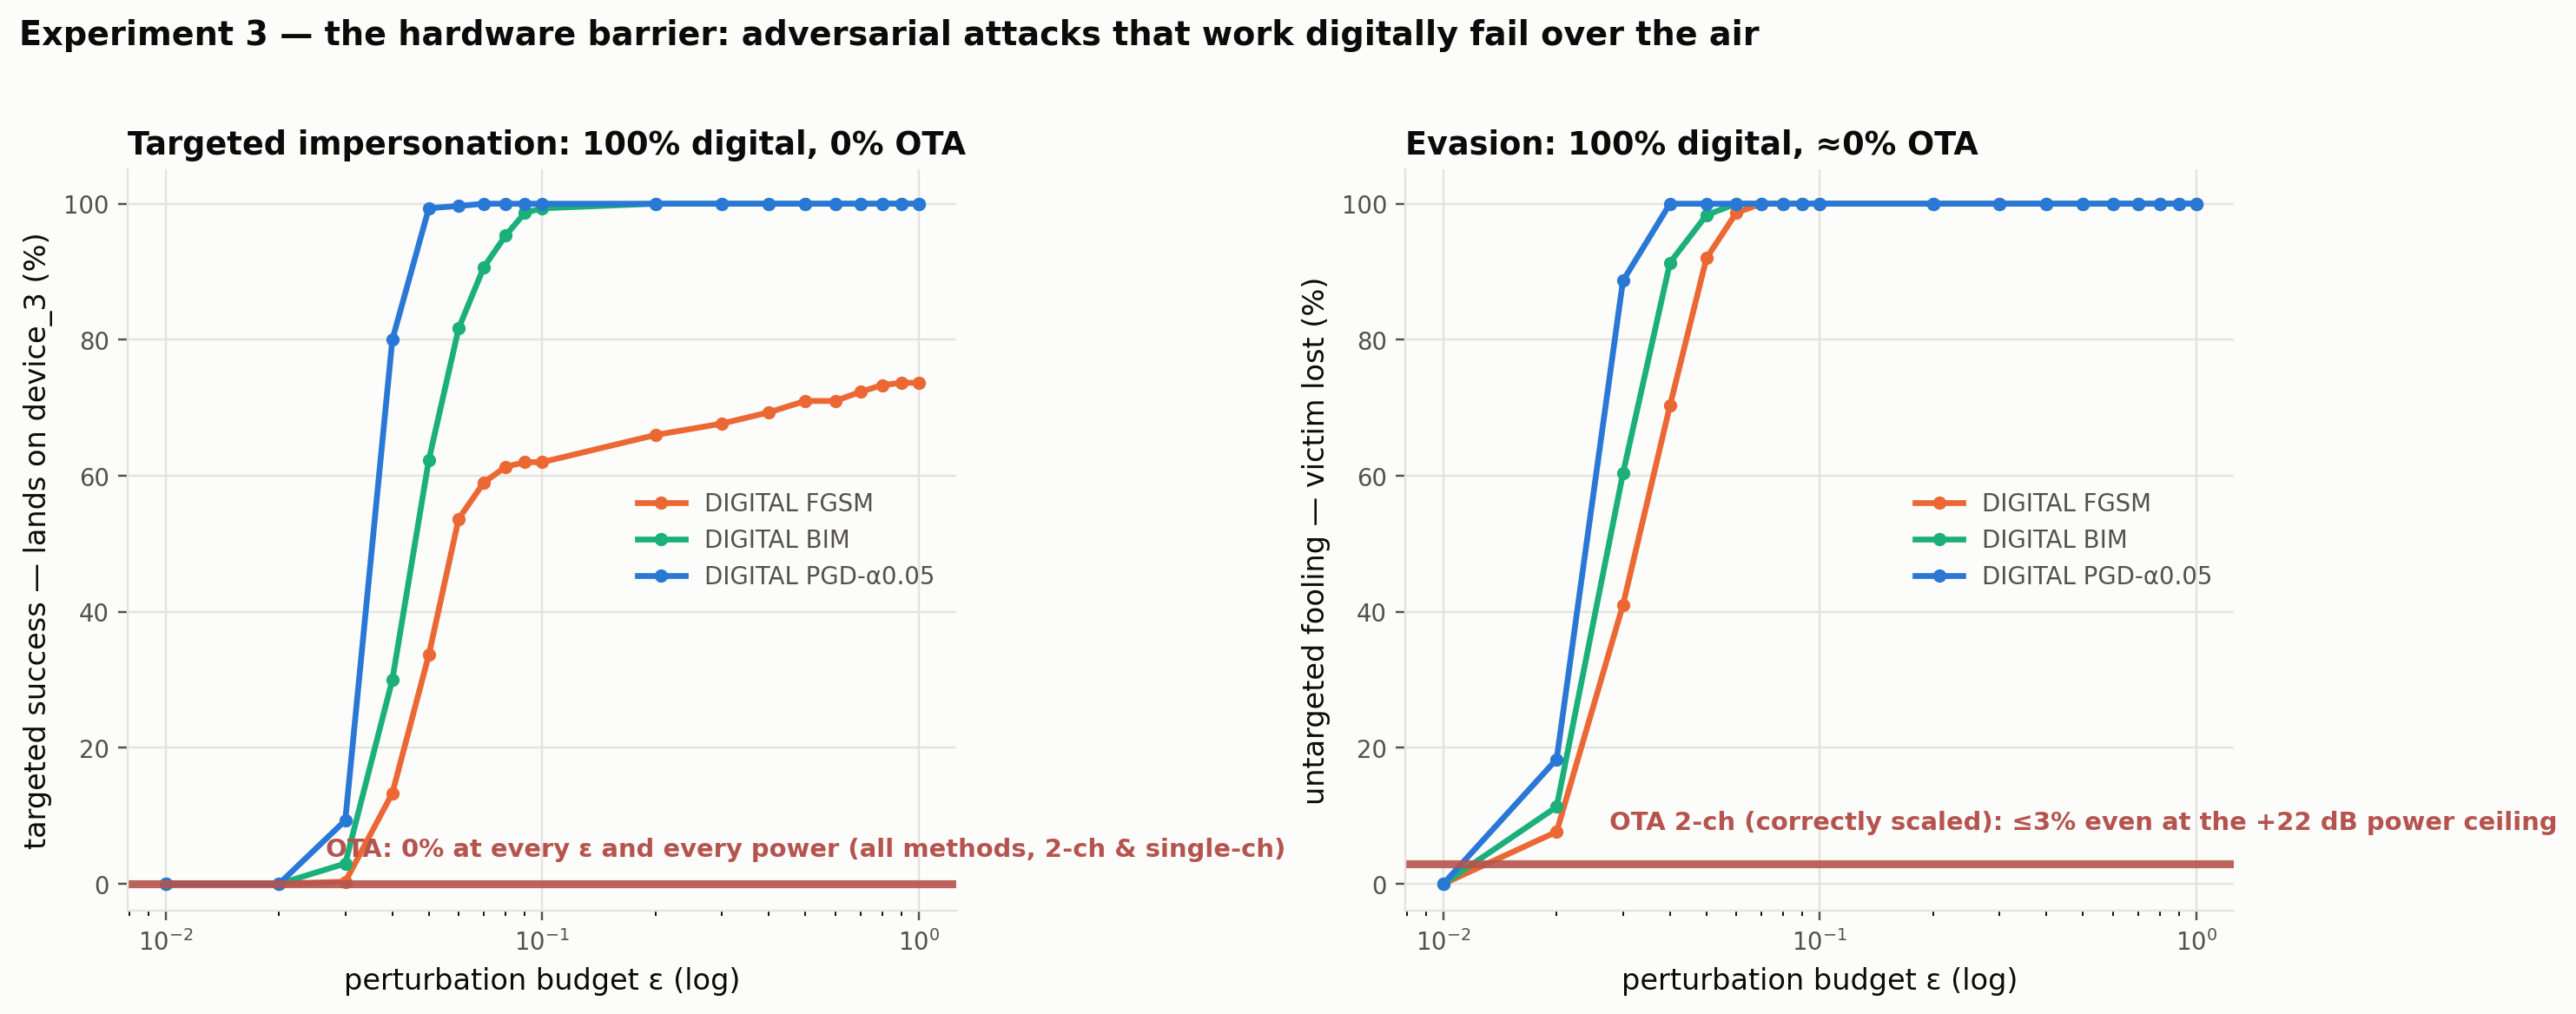 Experiment 3 — the hardware barrier: adversarial attacks that work digitally fail over the air
Targeted impersonation: 100% digital, 0% OTA
targeted success — lands on device_3 (%)
100
80
60
40
20
0
DIGITAL FGSM
DIGITAL BIM
DIGITAL PGD-α0.05
OTA: 0% at every ε and every power (all methods, 2-ch & single-ch)
10⁻²
10⁻¹
10⁰
perturbation budget ε (log)
Evasion: 100% digital, ≈0% OTA
untargeted fooling — victim lost (%)
100
80
60
40
20
0
DIGITAL FGSM
DIGITAL BIM
DIGITAL PGD-α0.05
OTA 2-ch (correctly scaled): ≤3% even at the +22 dB power ceiling
10⁻²
10⁻¹
10⁰
perturbation budget ε (log)